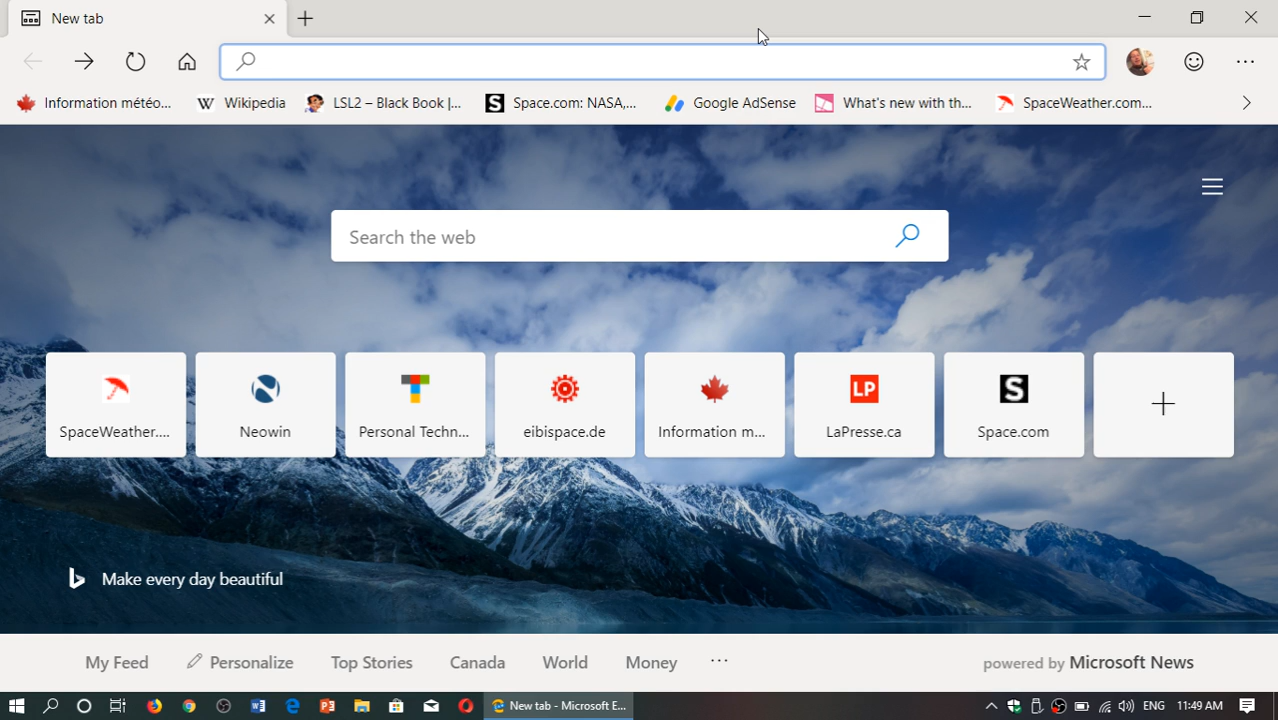 New tab
Information météo...
Wikipedia
LSL2 – Black Book |...
Space.com: NASA,...
Google AdSense
What's new with th...
SpaceWeather.com...
Search the web
SpaceWeather....
Neowin
Personal Techn...
eibispace.de
Information m...
LP
LaPresse.ca
S
Space.com
Make every day beautiful
My Feed
Personalize
Top Stories
Canada
World
Money
...
powered by Microsoft News
New tab - Microsoft E...
ENG
11:49 AM